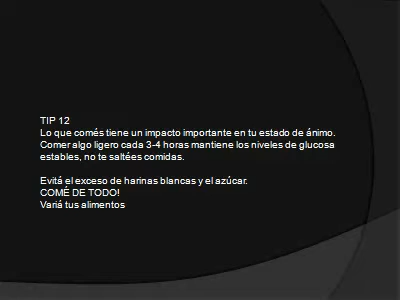 TIP 12
Lo que comés tiene un impacto importante en tu estado de ánimo.
Comer algo ligero cada 3-4 horas mantiene los niveles de glucosa
estables, no te saltées comidas.
Evitá el exceso de harinas blancas y el azúcar.
COMÉ DE TODO!
Variá tus alimentos